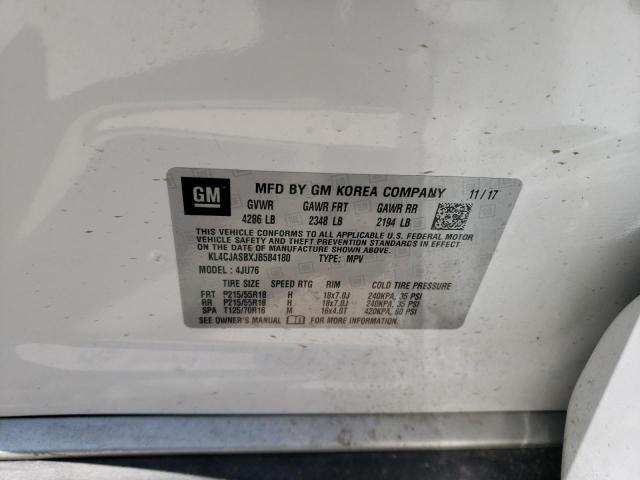 GM MFD BY GM KOREA COMPANY 11/17
GVWR GAWR FRT GAWR RR
4286 LB 2348 LB 2194 LB
THIS VEHICLE CONFORMS TO ALL APPLICABLE U.S. FEDERAL MOTOR
VEHICLE SAFETY, BUMPER, AND THEFT PREVENTION STANDARDS
IN EFFECT ON THE DATE OF MANUFACTURE SHOWN ABOVE.
KL4CJASBXJB584180 TYPE: MPV
MODEL: 4JU76
TIRE SIZE SPEED RTG RIM COLD TIRE PRESSURE
FRT P215/55R18 H 18x7.0J 240KPA, 35 PSI
RR P215/55R18 H 18x7.0J 240KPA, 35 PSI
SPA T125/70R16 M 16x4.0T 420KPA, 60 PSI
SEE OWNER'S MANUAL FOR MORE INFORMATION.